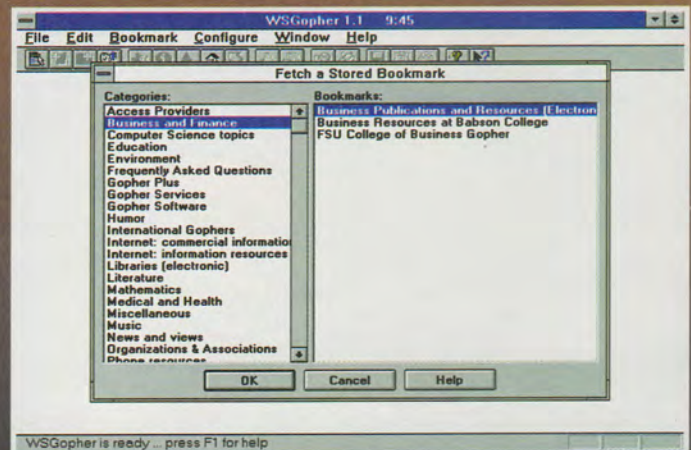 WSGopher 1.1 9:45
File Edit Bookmark Configure Window Help
Fetch a Stored Bookmark
Categories:
Access Providers
Business and Finance
Computer Science topics
Education
Environment
Frequently Asked Questions
Gopher Plus
Gopher Services
Gopher Software
Humor
International Gophers
Internet: commercial informatio
Internet: information resources
Libraries (electronic)
Literature
Mathematics
Medical and Health
Miscellaneous
Music
News and views
Organizations & Associations
Phone resources
Bookmarks:
Business Publications and Resources (Electron
Business Resources at Babson College
FSU College of Business Gopher
OK Cancel Help
WSGopher is ready ... press F1 for help